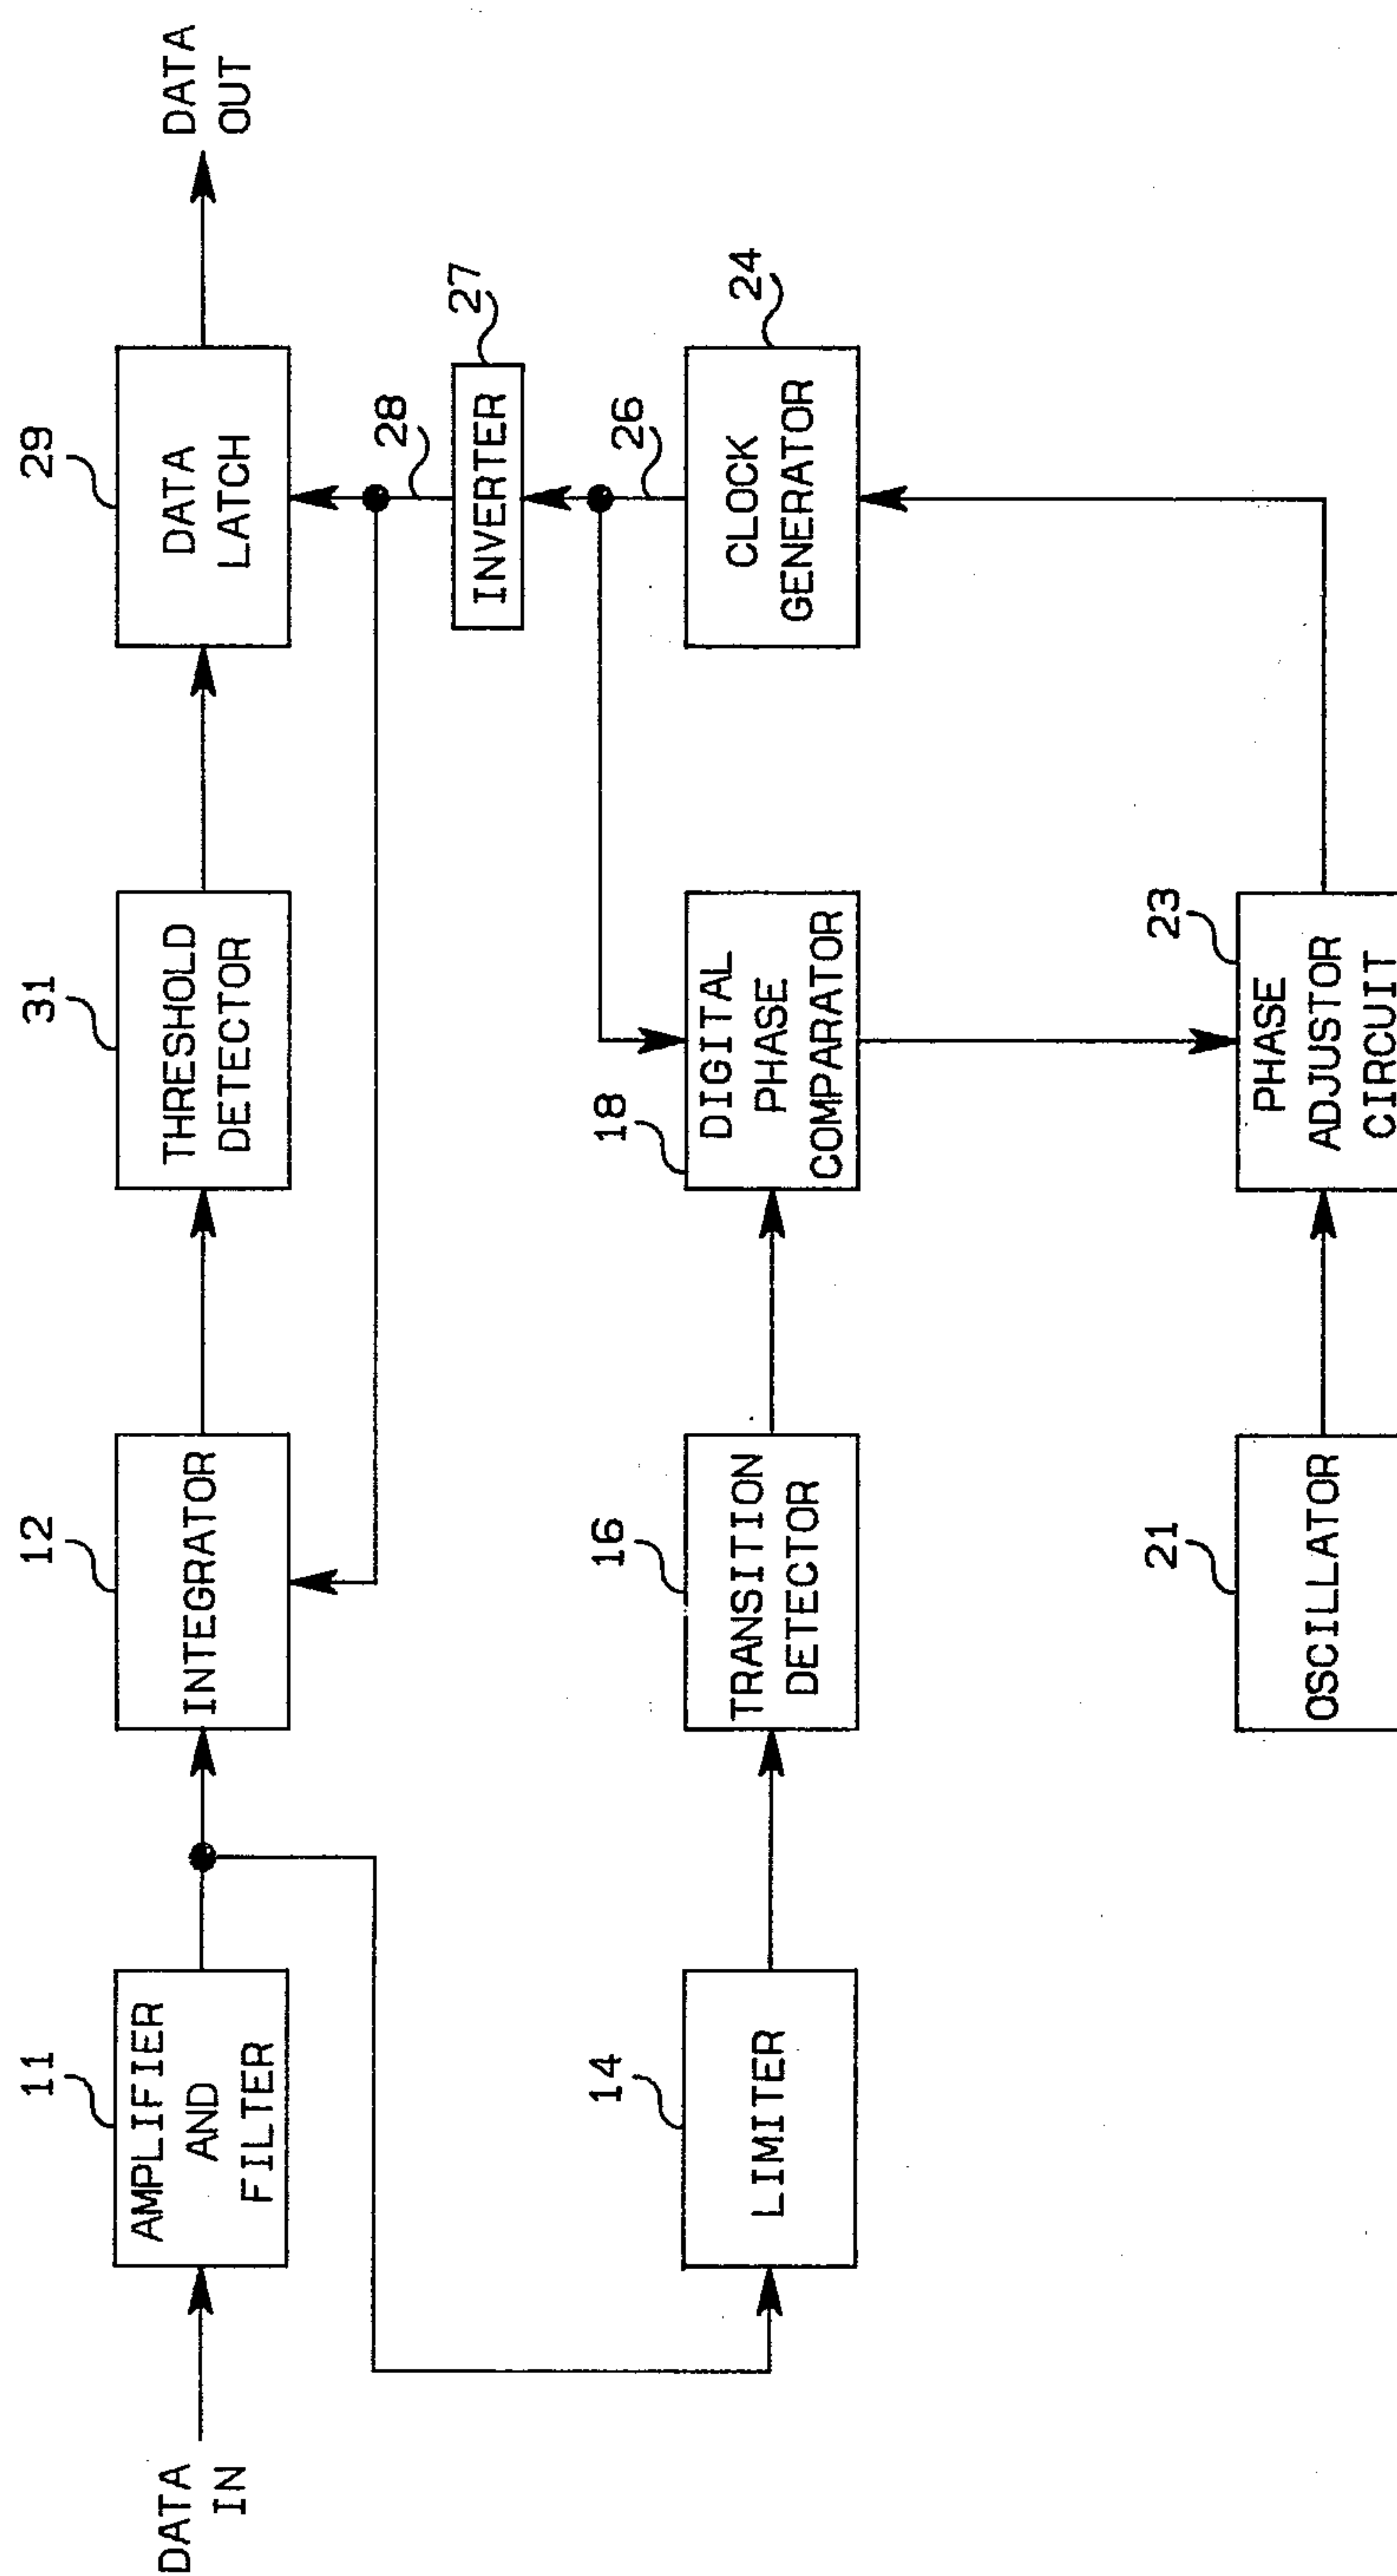 DATA
IN
11
AMPLIFIER
AND
FILTER
12
INTEGRATOR
31
THRESHOLD
DETECTOR
29
DATA
LATCH
DATA
OUT
28
27
INVERTER
26
14
LIMITER
16
TRANSITION
DETECTOR
18
DIGITAL
PHASE
COMPARATOR
24
CLOCK
GENERATOR
21
OSCILLATOR
23
PHASE
ADJUSTOR
CIRCUIT